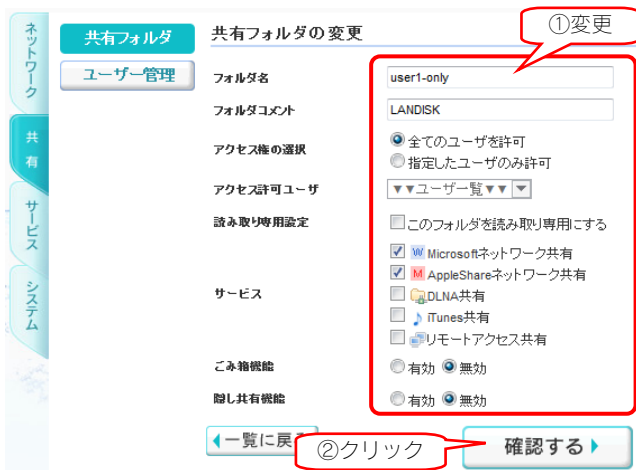 ネットワーク
共有
サービス
システム
共有フォルダ
ユーザー管理
共有フォルダの変更
①変更
フォルダ名
user1-only
フォルダコメント
LANDISK
アクセス権の選択
全てのユーザを許可
指定したユーザのみ許可
アクセス許可ユーザ
▼▼ユーザー覧▼▼
読み取り専用設定
このフォルダを読み取り専用にする
サービス
Microsoftネットワーク共有
AppleShareネットワーク共有
DLNA共有
iTunes共有
リモートアクセス共有
ごみ箱機能
有効 無効
隠し共有機能
有効 無効
一覧に戻
②クリック
確認する